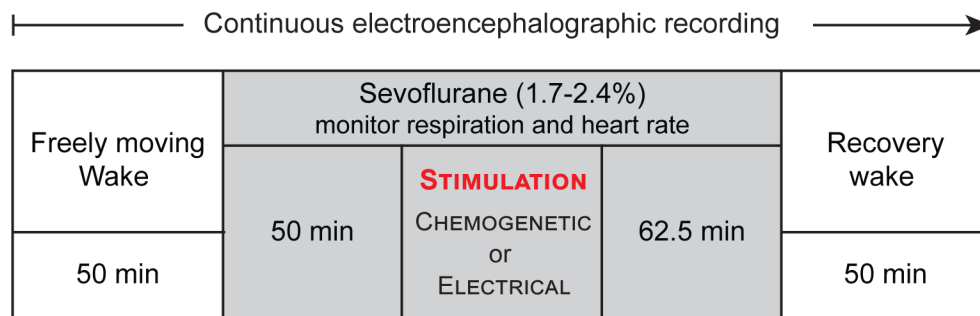 Continuous electroencephalographic recording
Freely moving
Wake
50 min
Sevoflurane (1.7-2.4%)
monitor respiration and heart rate
50 min
STIMULATION
CHEMOGENETIC
or
ELECTRICAL
62.5 min
Recovery
wake
50 min